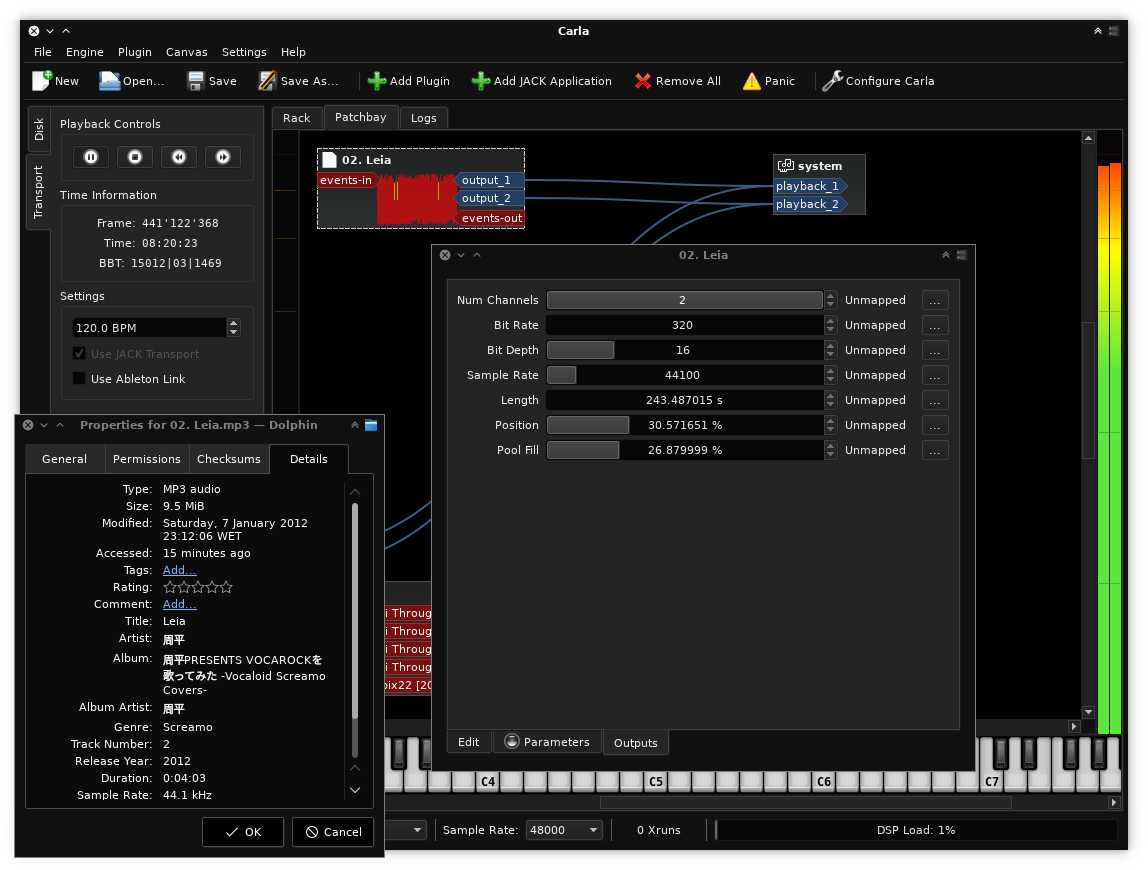 Carla
File Engine Plugin Canvas Settings Help
New Open... Save Save As... Add Plugin Add JACK Application Remove All Panic Configure Carla
Disk
Transport
Playback Controls
Time Information
Frame: 441'122'368
Time: 08:20:23
BBT: 15012|03|1469
Settings
120.0 BPM
Use JACK Transport
Use Ableton Link
Rack Patchbay Logs
02. Leia
events-in output_1
output_2
events-out
system
playback_1
playback_2
02. Leia
Num Channels 2 Unmapped ...
Bit Rate 320 Unmapped ...
Bit Depth 16 Unmapped ...
Sample Rate 44100 Unmapped ...
Length 243.487015 s Unmapped ...
Position 30.571651 % Unmapped ...
Pool Fill 26.879999 % Unmapped ...
Edit Parameters Outputs
Properties for 02. Leia.mp3 — Dolphin
General Permissions Checksums Details
Type: MP3 audio
Size: 9.5 MiB
Modified: Saturday, 7 January 2012
23:12:06 WET
Accessed: 15 minutes ago
Tags: Add...
Rating:
Comment: Add...
Title: Leia
Artist: 周平
Album: 周平PRESENTS VOCAROCKを
歌ってみた -Vocaloid Screamo
Covers-
Album Artist: 周平
Genre: Screamo
Track Number: 2
Release Year: 2012
Duration: 0:04:03
Sample Rate: 44.1 kHz
OK Cancel
i Throug
i Throug
i Throug
i Throug
oix22 [20
C4 C5 C6 C7
Sample Rate: 48000 0 Xruns DSP Load: 1%